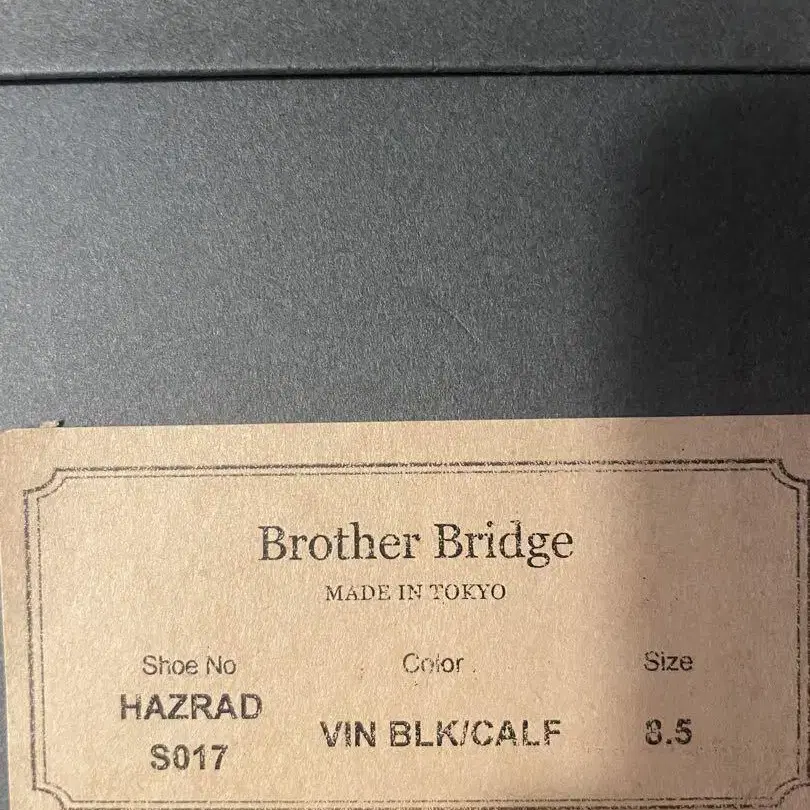 Brother Bridge
MADE IN TOKYO
Shoe No Color Size
HAZRAD
S017
VIN BLK/CALF
8.5